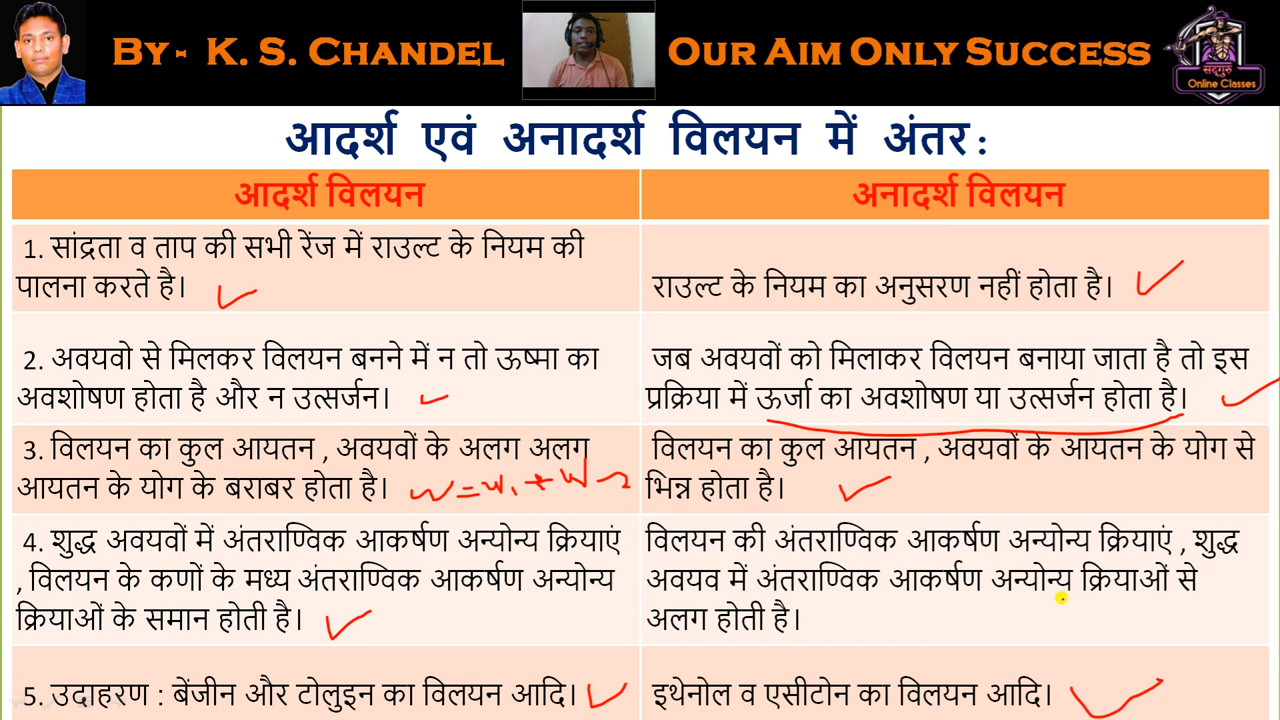 BY - K. S. CHANDEL
OUR AIM ONLY SUCCESS
सद्गुरु
Online Classes
आदर्श एवं अनादर्श विलयन में अंतर :
आदर्श विलयन
अनादर्श विलयन
1. सांद्रता व ताप की सभी रेंज में राउल्ट के नियम की
पालना करते है।
राउल्ट के नियम का अनुसरण नहीं होता है।
2. अवयवो से मिलकर विलयन बनने में न तो ऊष्मा का
अवशोषण होता है और न उत्सर्जन।
जब अवयवों को मिलाकर विलयन बनाया जाता है तो इस
प्रक्रिया में ऊर्जा का अवशोषण या उत्सर्जन होता है।
3. विलयन का कुल आयतन , अवयवों के अलग अलग
आयतन के योग के बराबर होता है।
विलयन का कुल आयतन , अवयवों के आयतन के योग से
भिन्न होता है।
4. शुद्ध अवयवों में अंतराण्विक आकर्षण अन्योन्य क्रियाएं
, विलयन के कणों के मध्य अंतराण्विक आकर्षण अन्योन्य
क्रियाओं के समान होती है।
विलयन की अंतराण्विक आकर्षण अन्योन्य क्रियाएं , शुद्ध
अवयव में अंतराण्विक आकर्षण अन्योन्य क्रियाओं से
अलग होती है।
5. उदाहरण : बेंजीन और टोलुइन का विलयन आदि।
इथेनोल व एसीटोन का विलयन आदि।